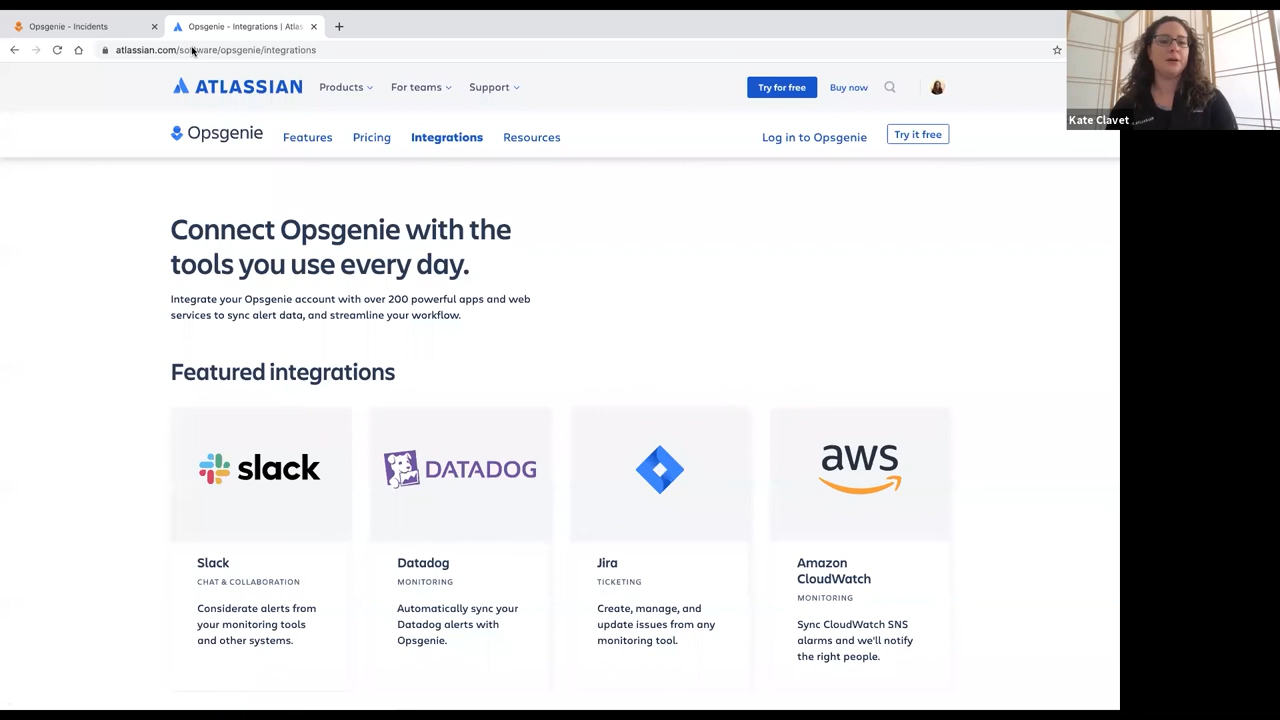 Opsgenie - Incidents
Opsgenie - Integrations | Atlas
atlassian.com/software/opsgenie/integrations
ATLASSIAN
Products
For teams
Support
Try for free
Buy now
Kate Clavet
Opsgenie
Features
Pricing
Integrations
Resources
Log in to Opsgenie
Try it free
Connect Opsgenie with the
tools you use every day.
Integrate your Opsgenie account with over 200 powerful apps and web
services to sync alert data, and streamline your workflow.
Featured integrations
slack
DATADOG
aws
Slack
CHAT & COLLABORATION
Considerate alerts from
your monitoring tools
and other systems.
Datadog
MONITORING
Automatically sync your
Datadog alerts with
Opsgenie.
Jira
TICKETING
Create, manage, and
update issues from any
monitoring tool.
Amazon
CloudWatch
MONITORING
Sync CloudWatch SNS
alarms and we'll notify
the right people.